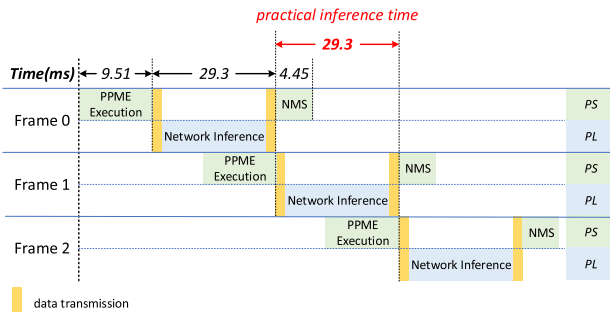 practical inference time
29.3
Time(ms) 9.51 29.3 4.45
Frame 0
PPME
Execution
NMS
PS
Network Inference
PL
Frame 1
PPME
Execution
NMS
PS
Network Inference
PL
Frame 2
PPME
Execution
NMS
PS
Network Inference
PL
data transmission